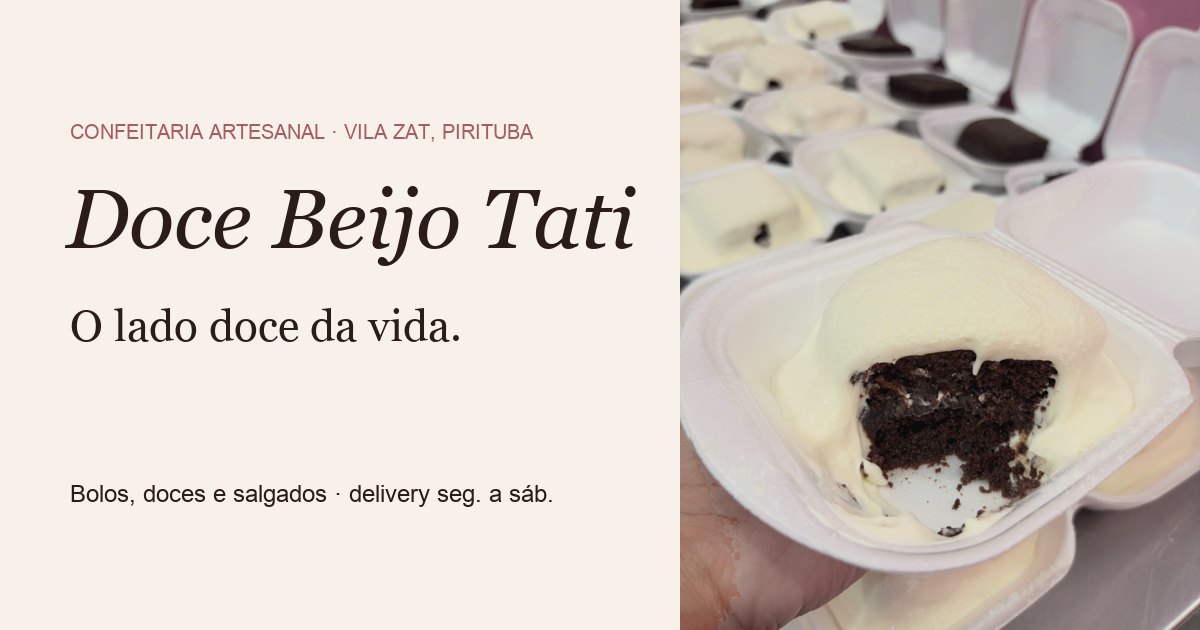 CONFEITARIA ARTESANAL · VILA ZAT, PIRITUBA
Doce Beijo Tati
O lado doce da vida.
Bolos, doces e salgados · delivery seg. a sáb.